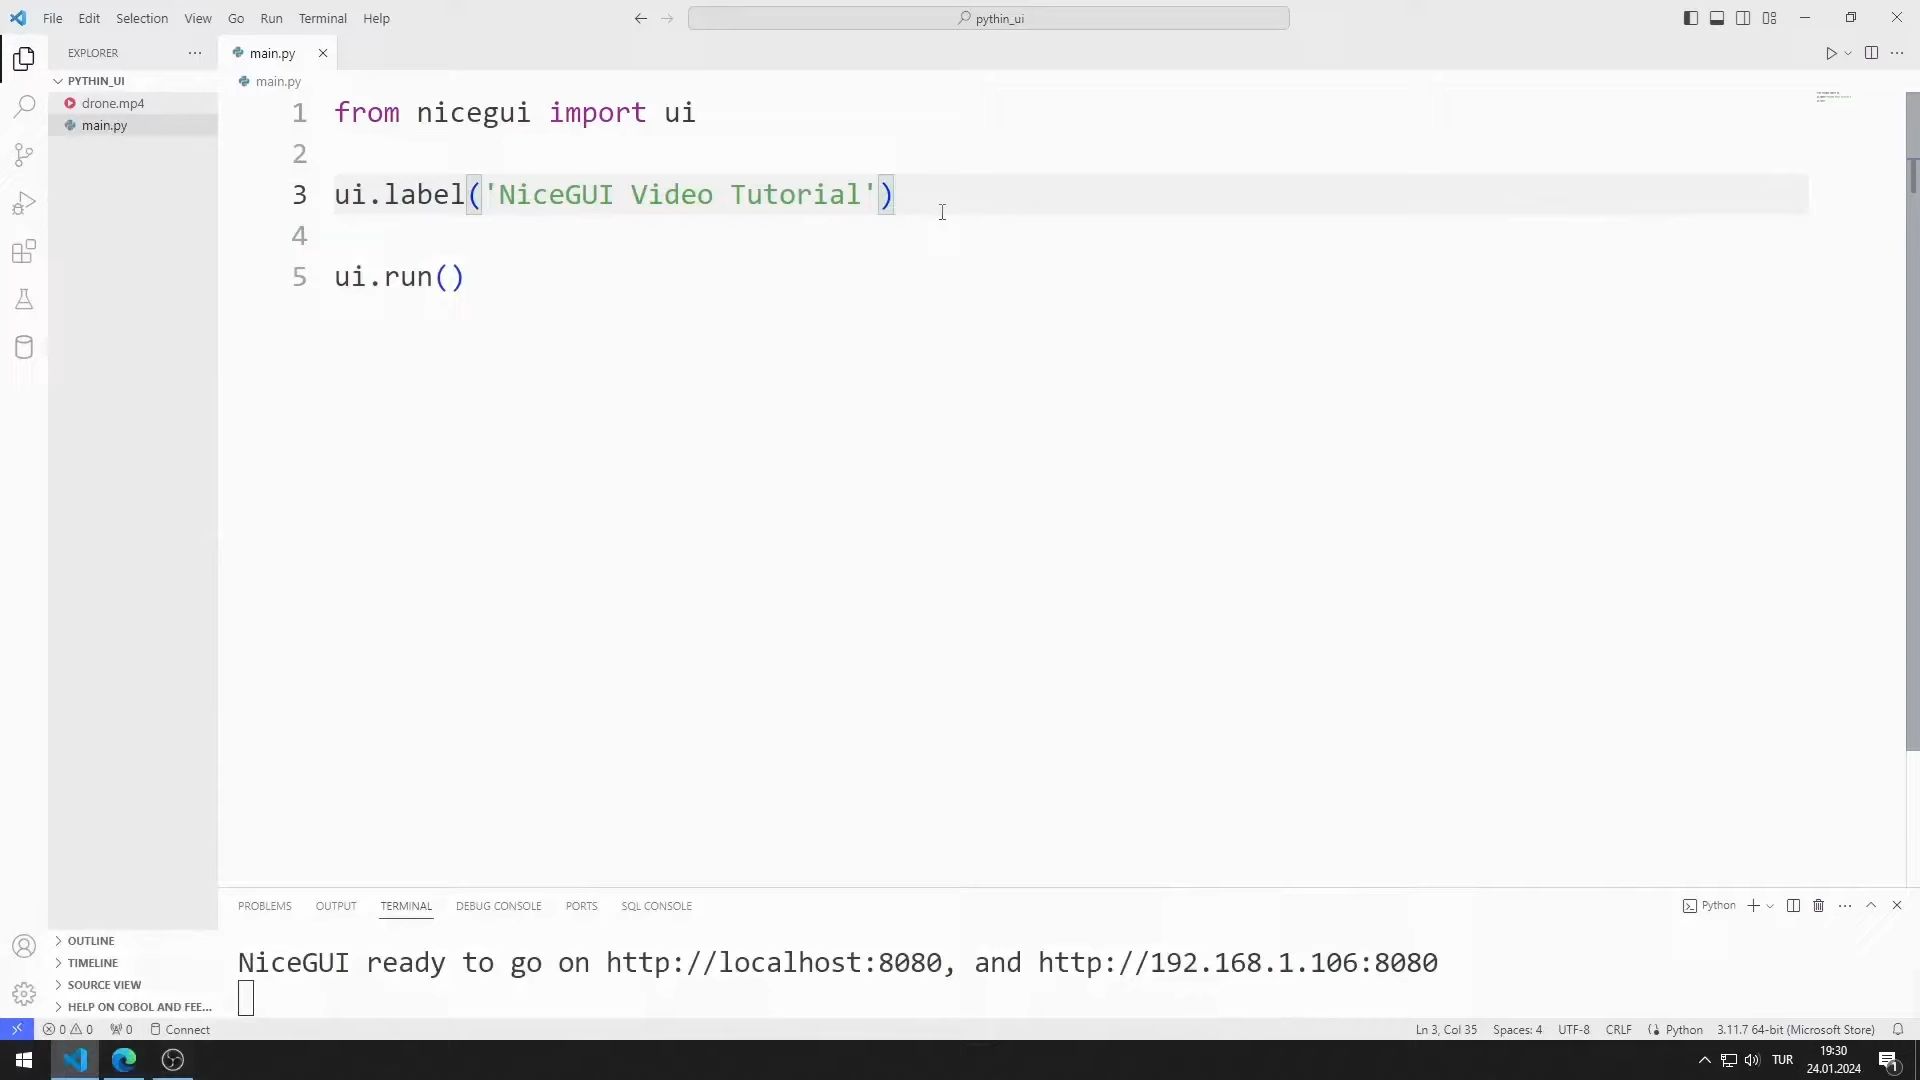 File Edit Selection View Go Run Terminal Help
pythin_ui
EXPLORER
PYTHIN_UI
drone.mp4
main.py
main.py
main.py
1 from nicegui import ui
2
3 ui.label('NiceGUI Video Tutorial')
4
5 ui.run()
PROBLEMS OUTPUT TERMINAL DEBUG CONSOLE PORTS SQL CONSOLE
Python
NiceGUI ready to go on http://localhost:8080, and http://192.168.1.106:8080
OUTLINE
TIMELINE
SOURCE VIEW
HELP ON COBOL AND FEE...
0 0 0 Connect
Ln 3, Col 35 Spaces: 4 UTF-8 CRLF Python 3.11.7 64-bit (Microsoft Store)
TUR
19:30
24.01.2024
1